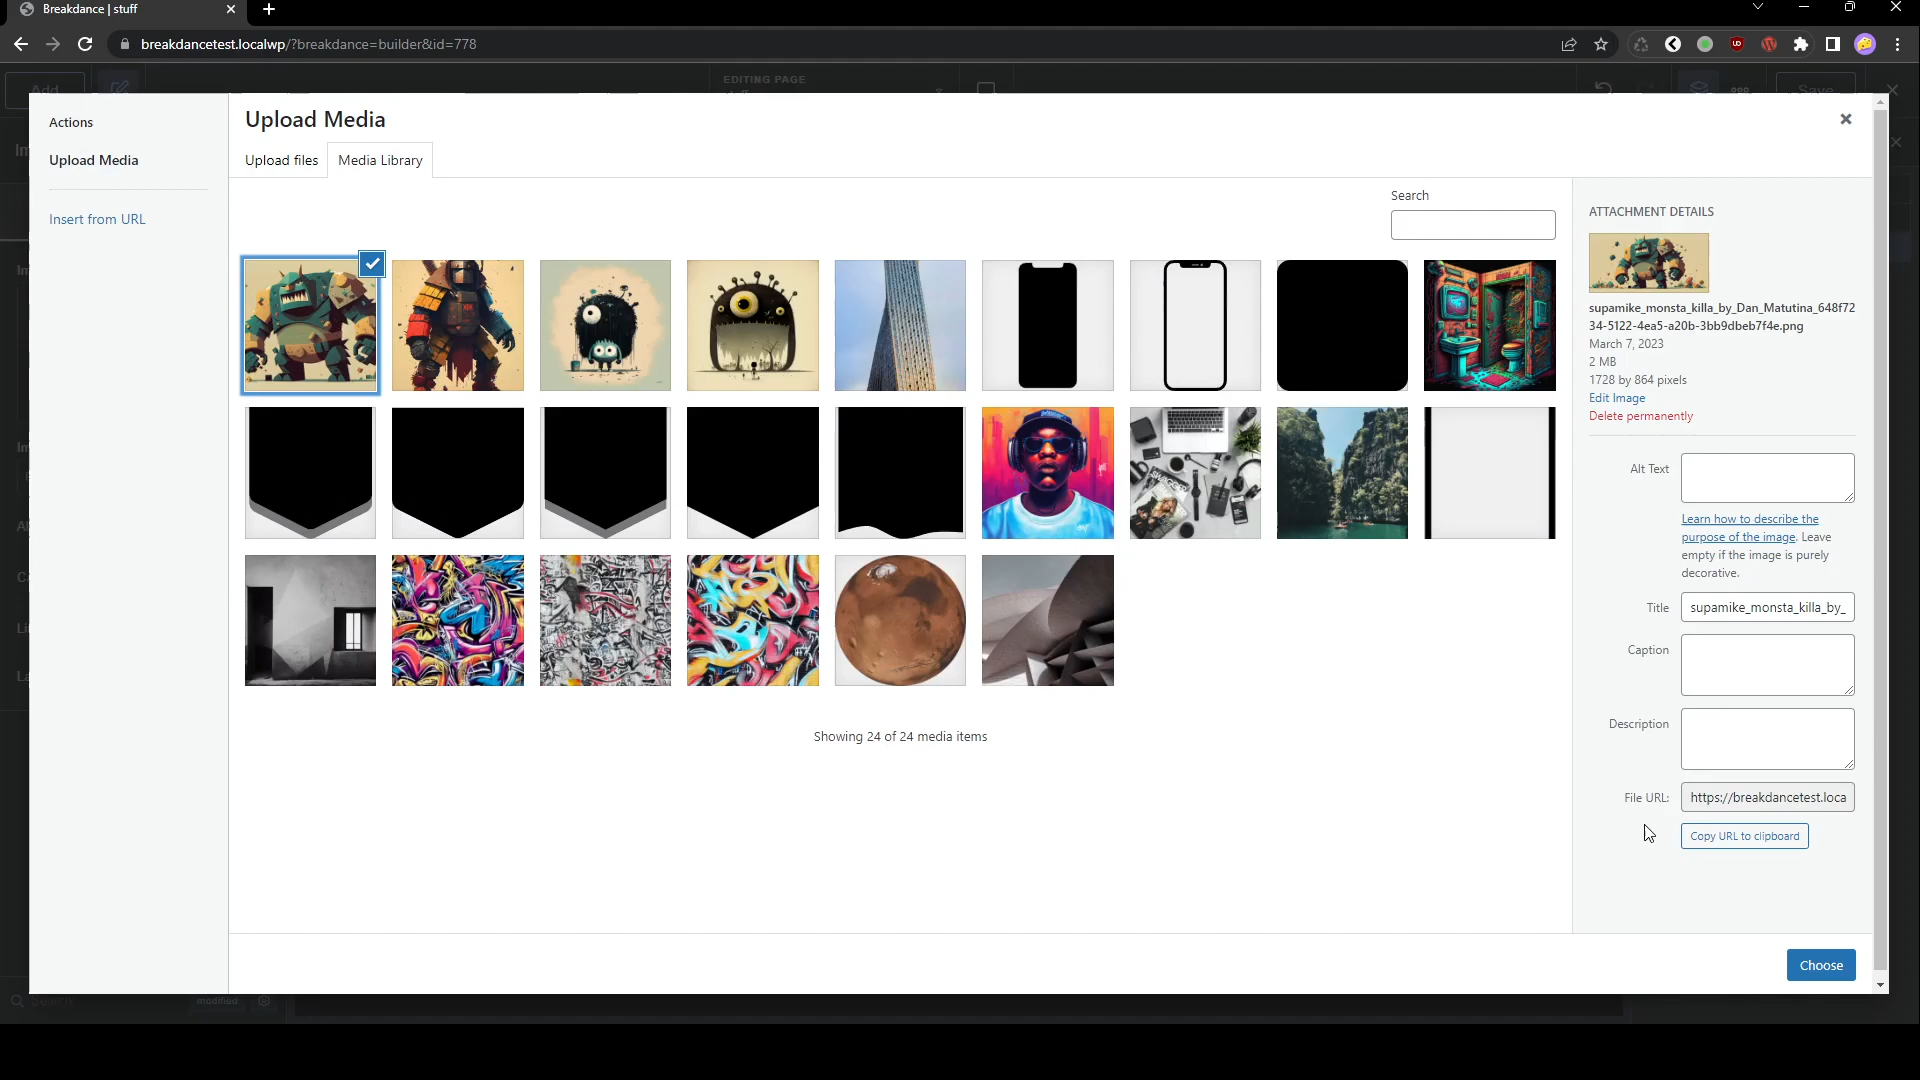 Breakdance | stuff
breakdancetest.localwp/?breakdance=builder&id=778
EDITING PAGE
Add
Save
Actions
Upload Media
Insert from URL
Upload Media
Upload files
Media Library
Search
ATTACHMENT DETAILS
supamike_monsta_killa_by_Dan_Matutina_648f72
34-5122-4ea5-a20b-3bb9dbeb7f4e.png
March 7, 2023
2 MB
1728 by 864 pixels
Edit Image
Delete permanently
Alt Text
Learn how to describe the
purpose of the image. Leave
empty if the image is purely
decorative.
Title
supamike_monsta_killa_by_
Caption
Description
File URL:
https://breakdancetest.loca
Copy URL to clipboard
Showing 24 of 24 media items
Choose
Search
modified